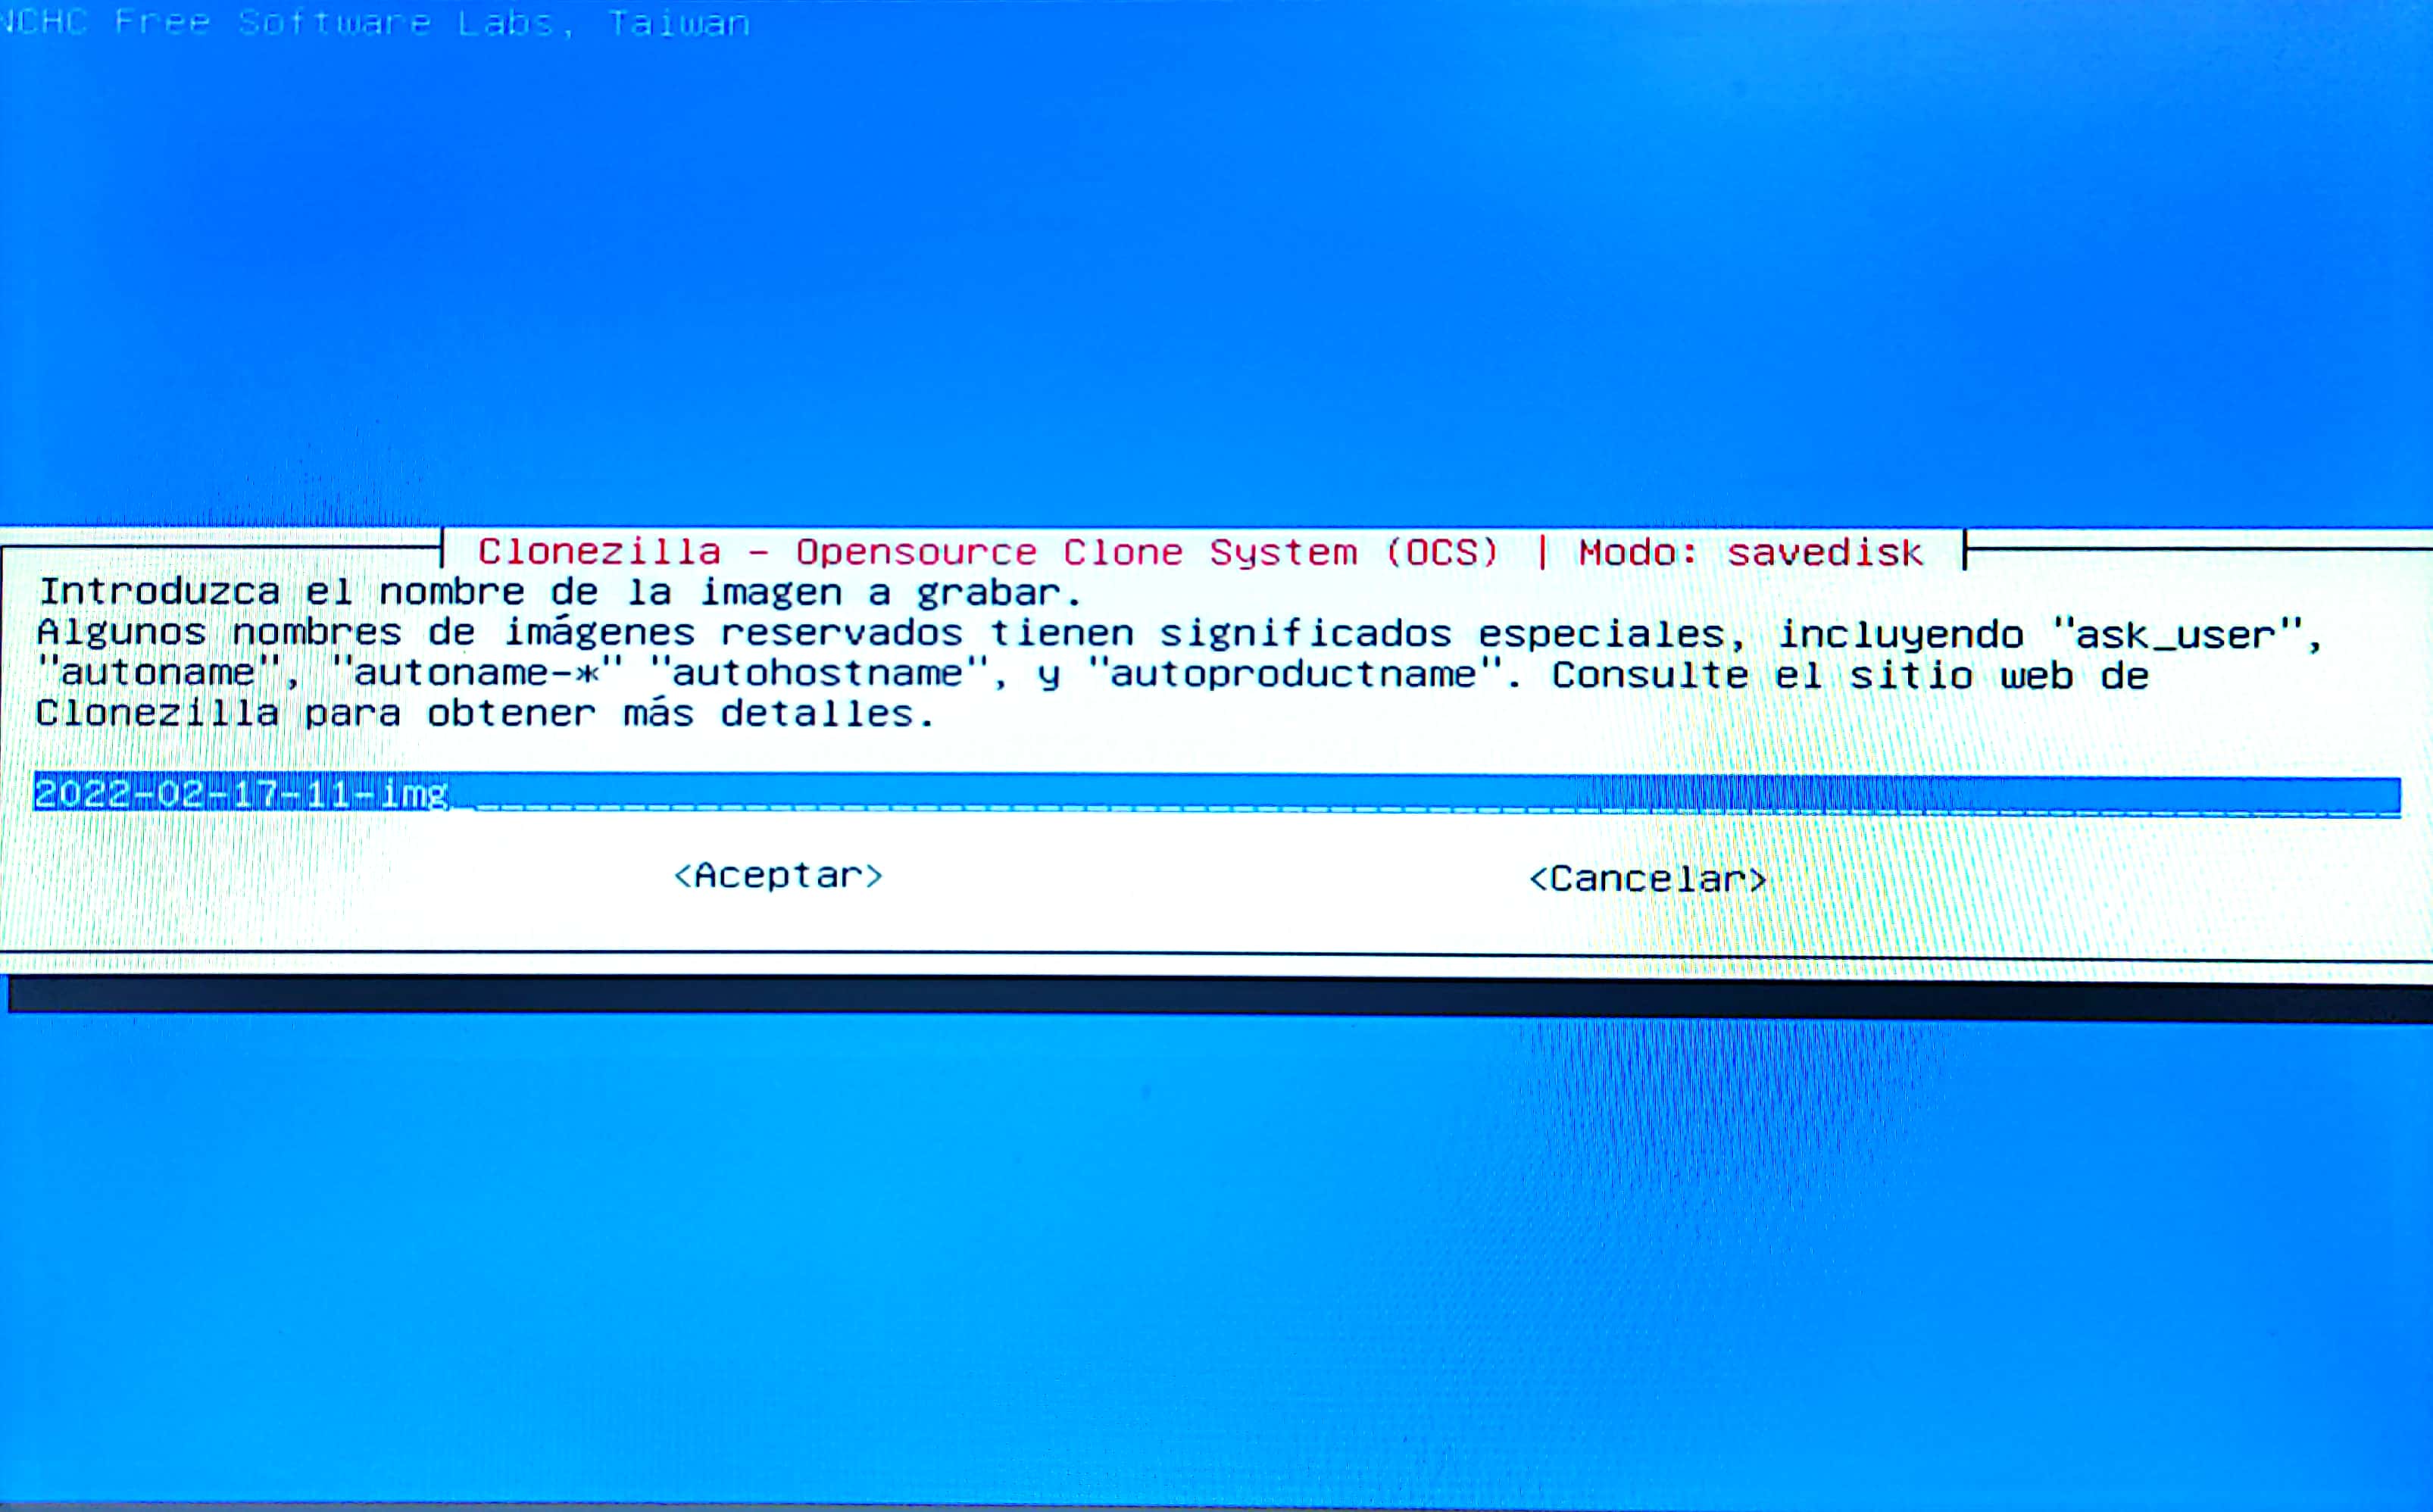 NCHC Free Software Labs, Taiwan
Clonezilla - Opensource Clone System (OCS) | Modo: savedisk
Introduzca el nombre de la imagen a grabar.
Algunos nombres de imágenes reservados tienen significados especiales, incluyendo "ask_user",
"autoname", "autoname-*" "autohostname", y "autoproductname". Consulte el sitio web de
Clonezilla para obtener más detalles.
2022-02-17-11-img
<Aceptar> <Cancelar>